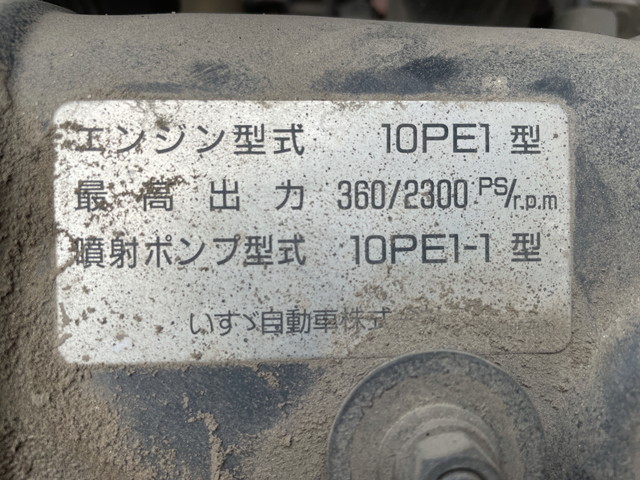 エンジン型式 10PE1 型
最高出力 360/2300 PS/r.p.m
噴射ポンプ型式 10PE1-1 型
いすゞ自動車株式